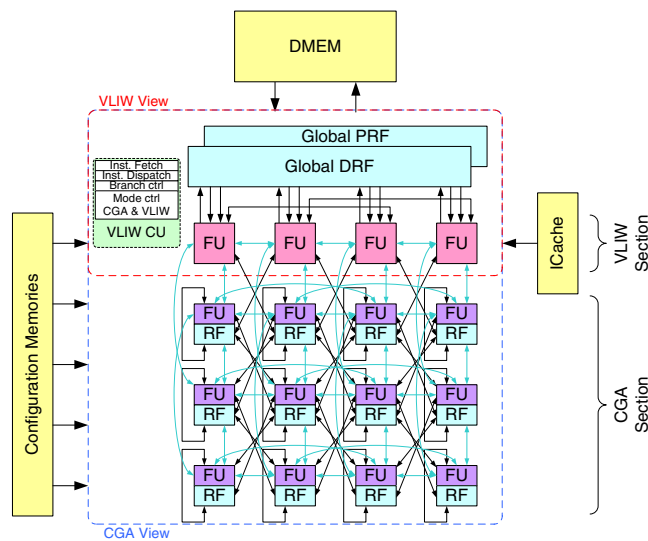 DMEM
VLIW View
Global PRF
Global DRF
Inst. Fetch
Inst. Dispatch
Branch ctrl
Mode ctrl
CGA & VLIW
VLIW CU
FU
FU
FU
FU
ICache
VLIW
Section
Configuration Memories
FU
FU
FU
FU
RF
RF
RF
RF
FU
FU
FU
FU
RF
RF
RF
RF
FU
FU
FU
FU
RF
RF
RF
RF
CGA
Section
CGA View